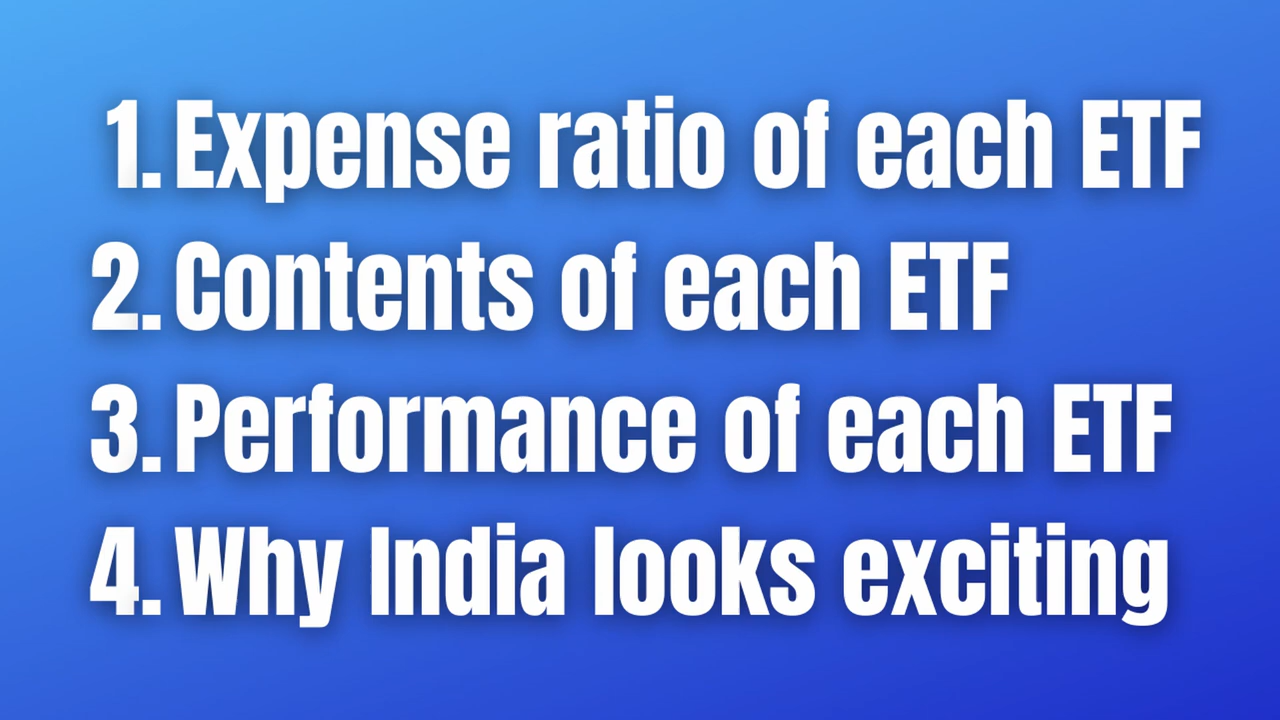 1. Expense ratio of each ETF
2. Contents of each ETF
3. Performance of each ETF
4. Why India looks exciting